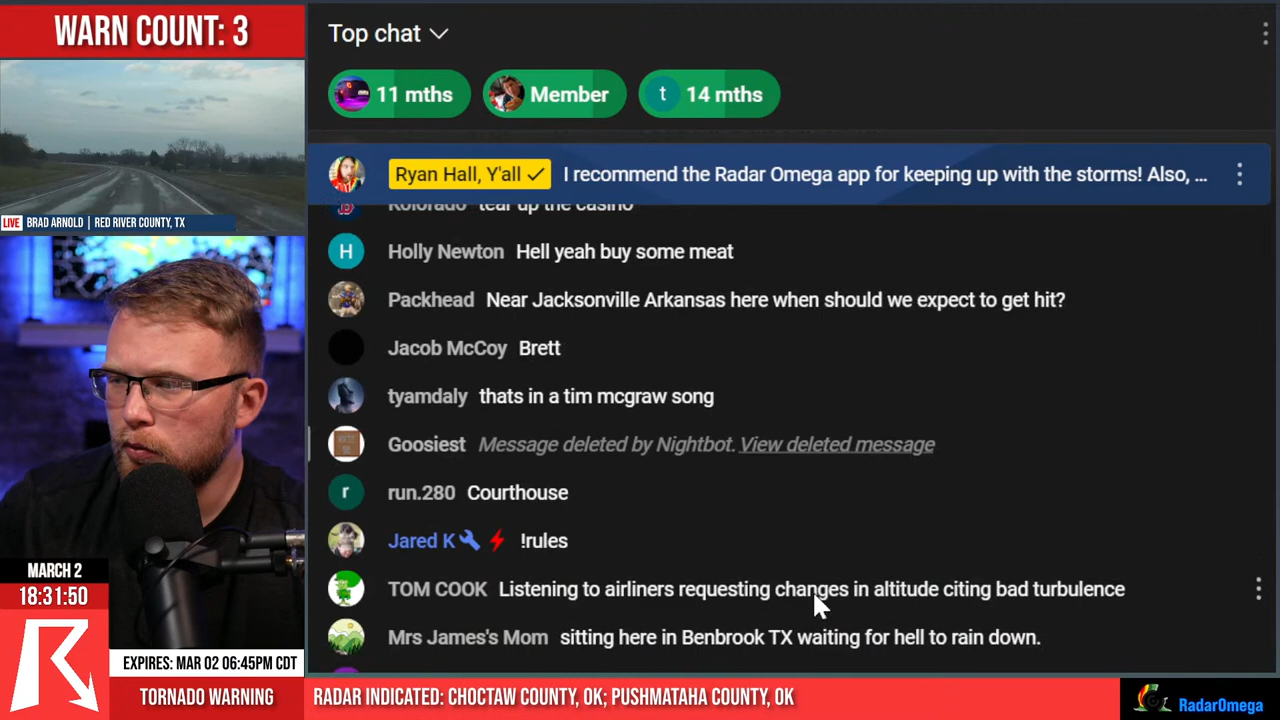 WARN COUNT: 3
LIVE BRAD ARNOLD | RED RIVER COUNTY, TX
Top chat
11 mths
Member
t 14 mths
Ryan Hall, Y'all I recommend the Radar Omega app for keeping up with the storms! Also, ...
Kolorado tear up the casino
H Holly Newton Hell yeah buy some meat
Packhead Near Jacksonville Arkansas here when should we expect to get hit?
Jacob McCoy Brett
tyamdaly thats in a tim mcgraw song
Goosiest Message deleted by Nightbot. View deleted message
r run.280 Courthouse
Jared K !rules
TOM COOK Listening to airliners requesting changes in altitude citing bad turbulence
Mrs James's Mom sitting here in Benbrook TX waiting for hell to rain down.
MARCH 2
18:31:50
EXPIRES: MAR 02 06:45PM CDT
TORNADO WARNING
RADAR INDICATED: CHOCTAW COUNTY, OK; PUSHMATAHA COUNTY, OK
RadarOmega